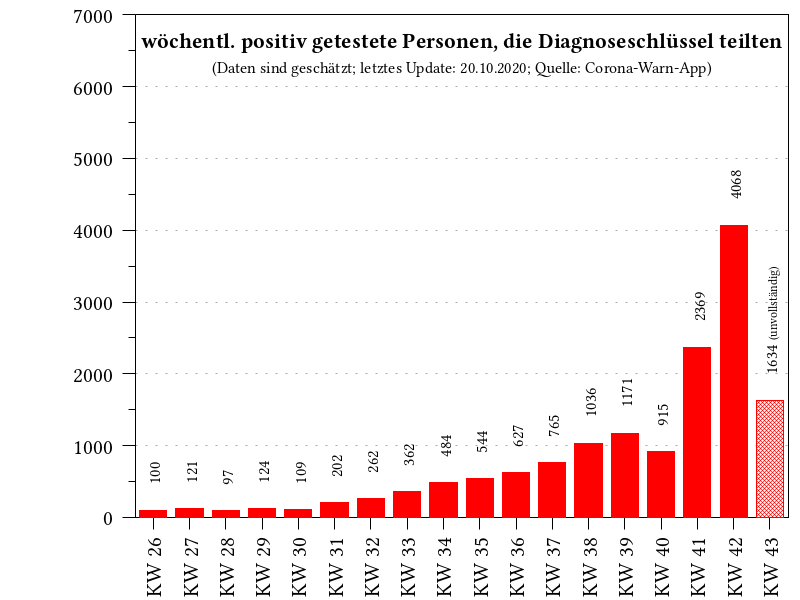 wöchentl. positiv getestete Personen, die Diagnoseschlüssel teilten
(Daten sind geschätzt; letztes Update: 20.10.2020; Quelle: Corona-Warn-App)
7000
6000
5000
4000
3000
2000
1000
0
100
121
97
124
109
202
262
362
484
544
627
765
1036
1171
915
2369
4068
1634 (unvollständig)
KW 26
KW 27
KW 28
KW 29
KW 30
KW 31
KW 32
KW 33
KW 34
KW 35
KW 36
KW 37
KW 38
KW 39
KW 40
KW 41
KW 42
KW 43